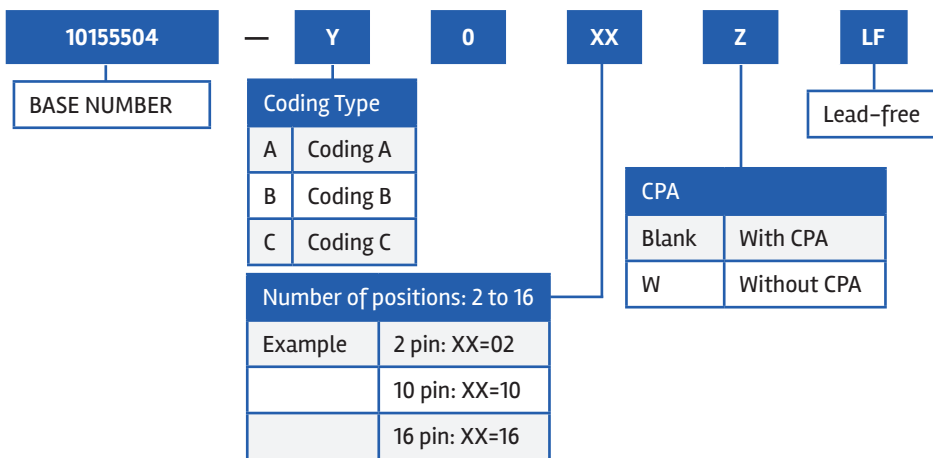 10155504 — Y 0 XX Z LF
BASE NUMBER
Coding Type
A Coding A
B Coding B
C Coding C
Number of positions: 2 to 16
Example 2 pin: XX=02
10 pin: XX=10
16 pin: XX=16
CPA
Blank With CPA
W Without CPA
Lead-free